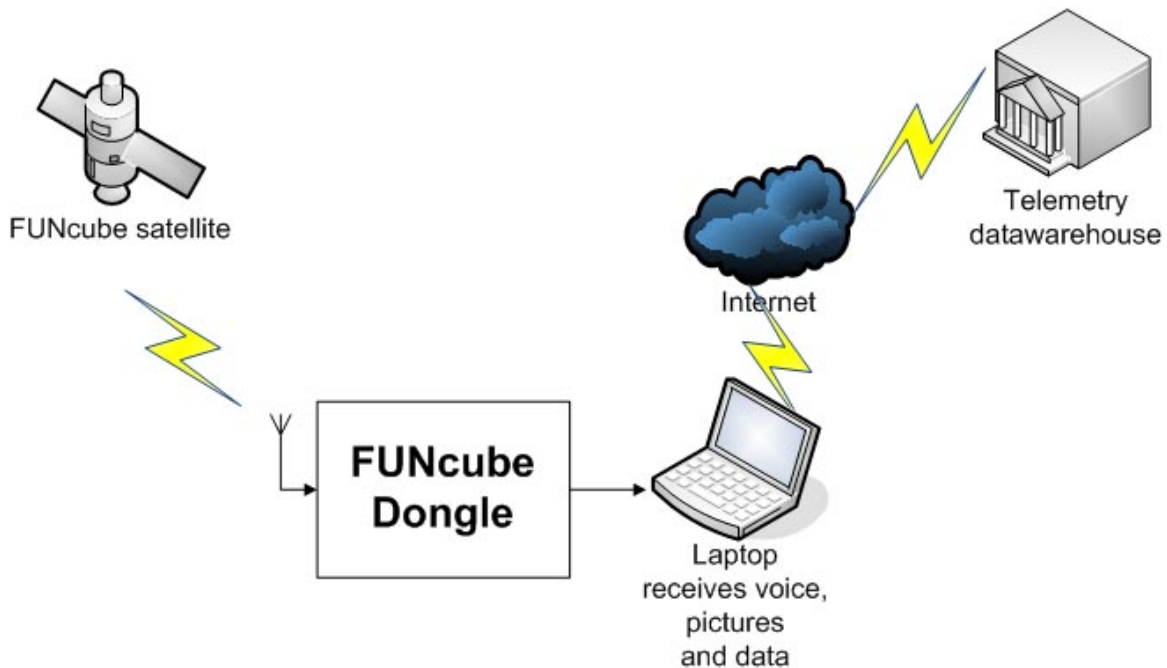 FUNcube satellite
Telemetry
datawarehouse
Internet
FUNcube
Dongle
Laptop
receives voice,
pictures
and data